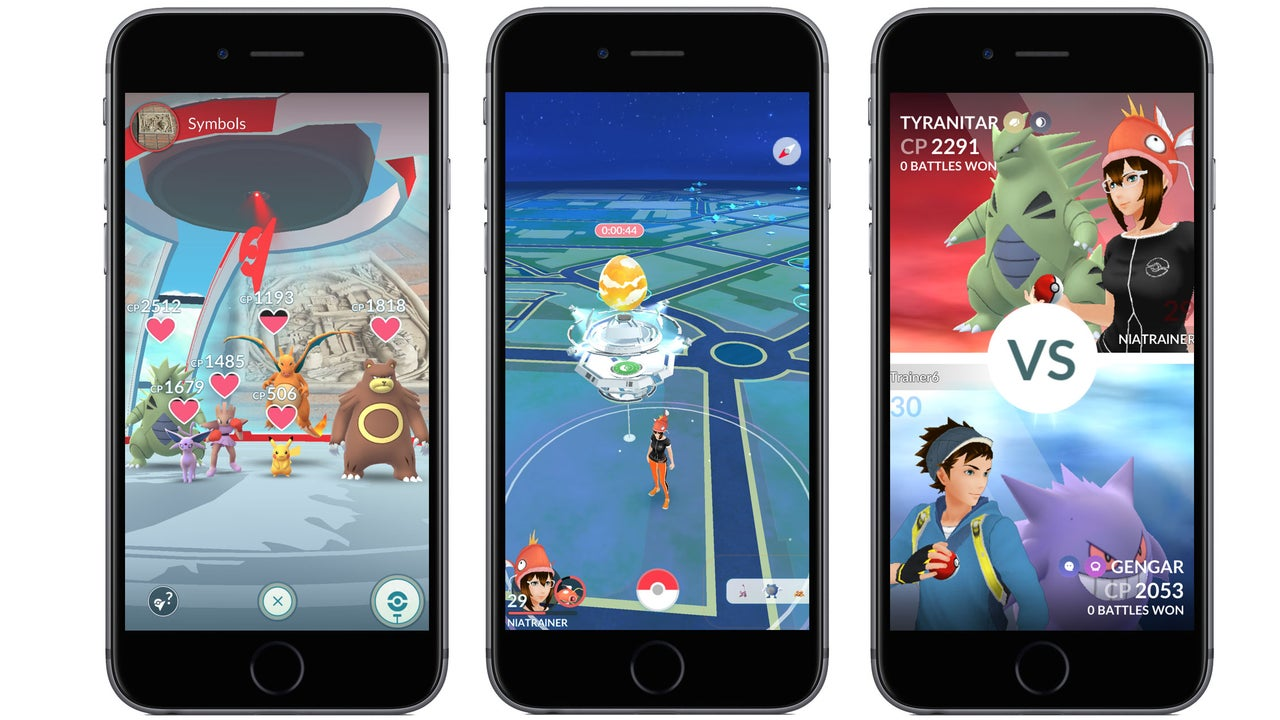 Symbols
CP2512
CP1193
CP1818
CP1485
CP1679
CP506
?
0:00:44
29
NIATRAINER
TYRANITAR
CP 2291
0 BATTLES WON
29
NIATRAINER
VS
Trainer6
30
GENGAR
CP 2053
0 BATTLES WON